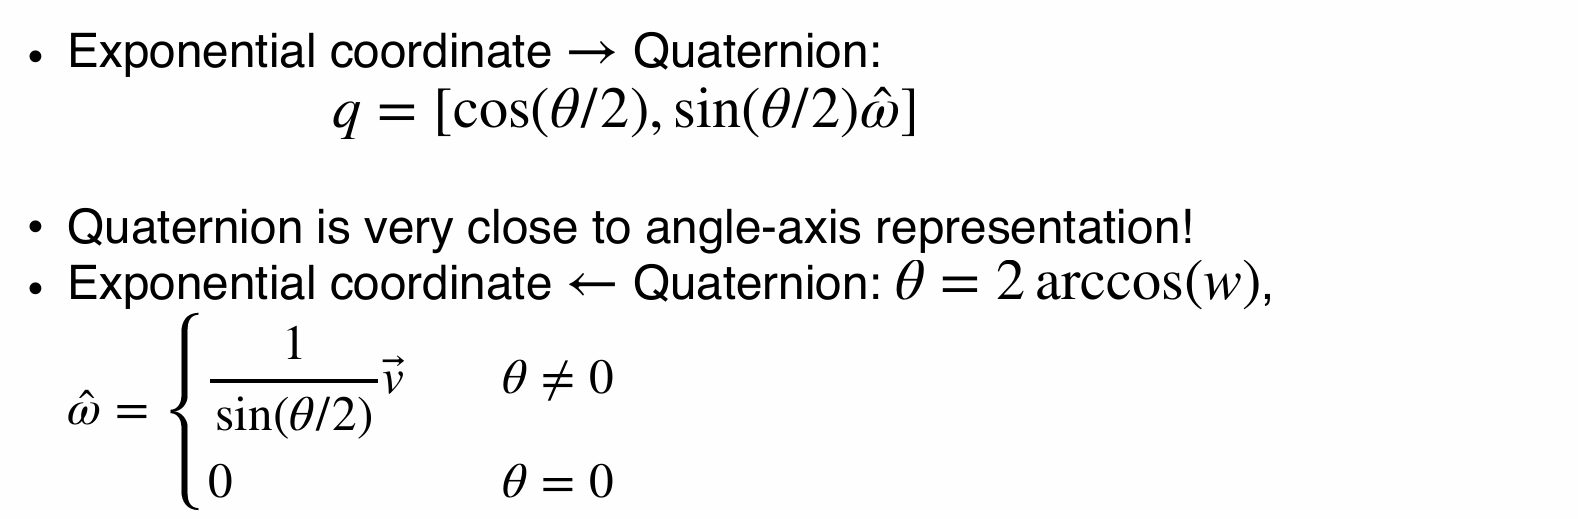 • Exponential coordinate → Quaternion:
q = [cos(θ/2), sin(θ/2)ω̂]
• Quaternion is very close to angle-axis representation!
• Exponential coordinate ← Quaternion: θ = 2 arccos(w),
ω̂ = { 1/sin(θ/2) v⃗ θ ≠ 0
0 θ = 0